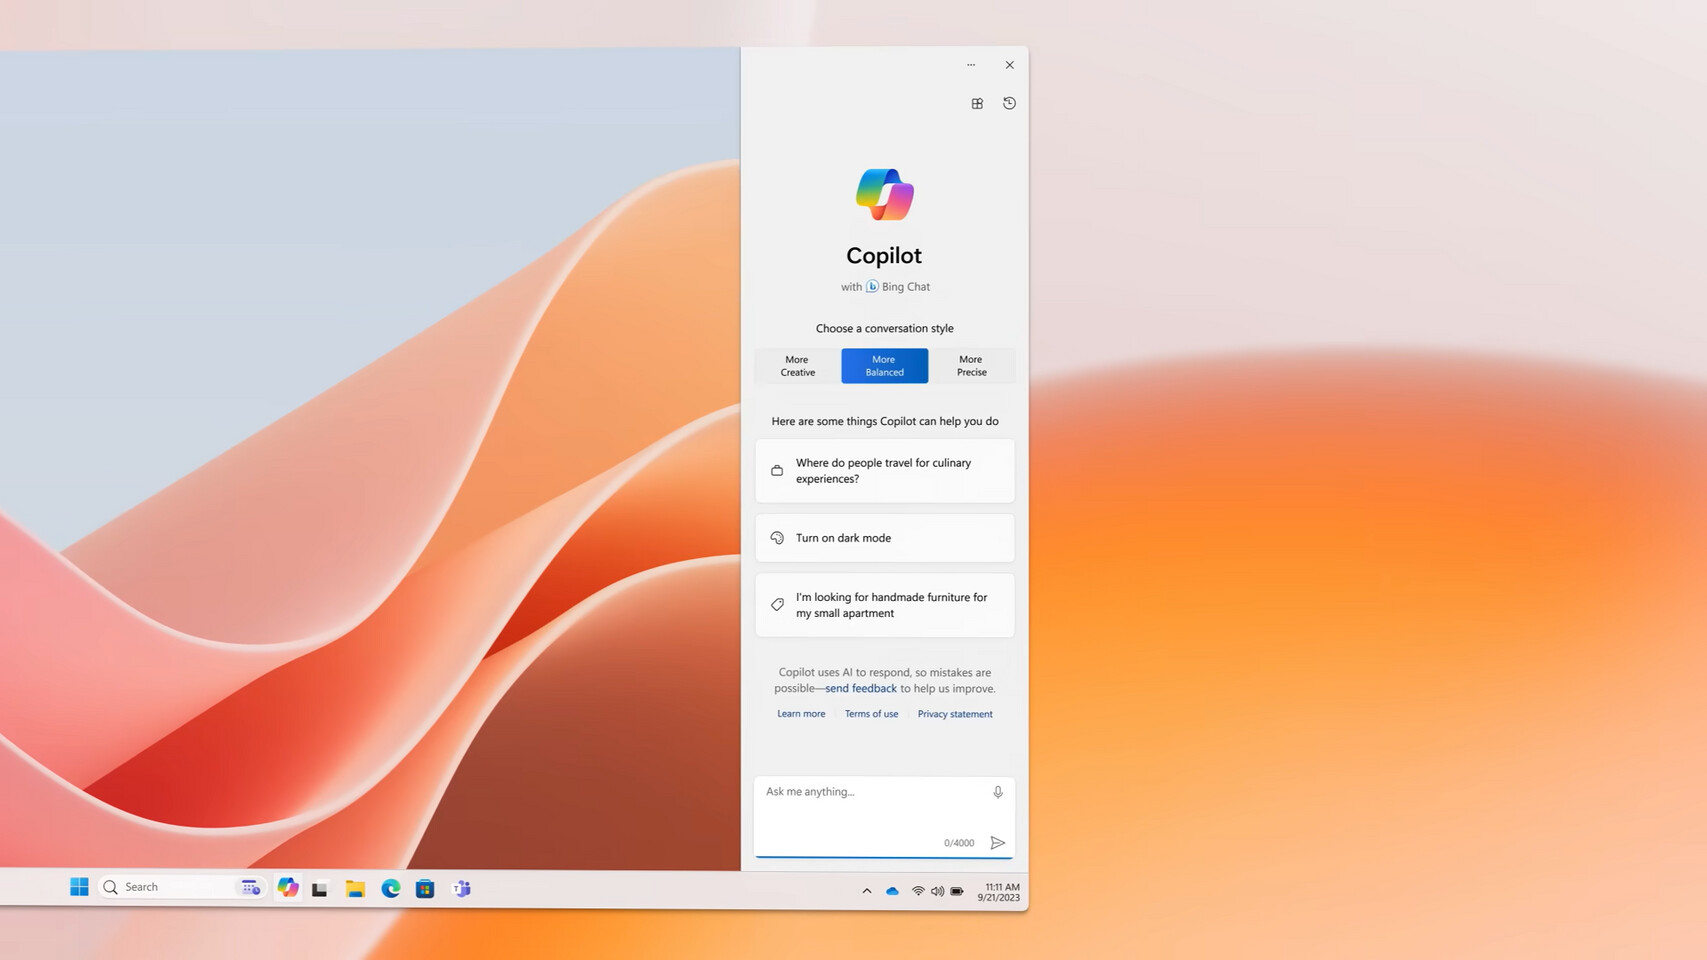 Copilot
with Bing Chat
Choose a conversation style
More
Creative
More
Balanced
More
Precise
Here are some things Copilot can help you do
Where do people travel for culinary
experiences?
Turn on dark mode
I'm looking for handmade furniture for
my small apartment
Copilot uses AI to respond, so mistakes are
possible—send feedback to help us improve.
Learn more Terms of use Privacy statement
Ask me anything...
0/4000
Search
11:11 AM
9/21/2023